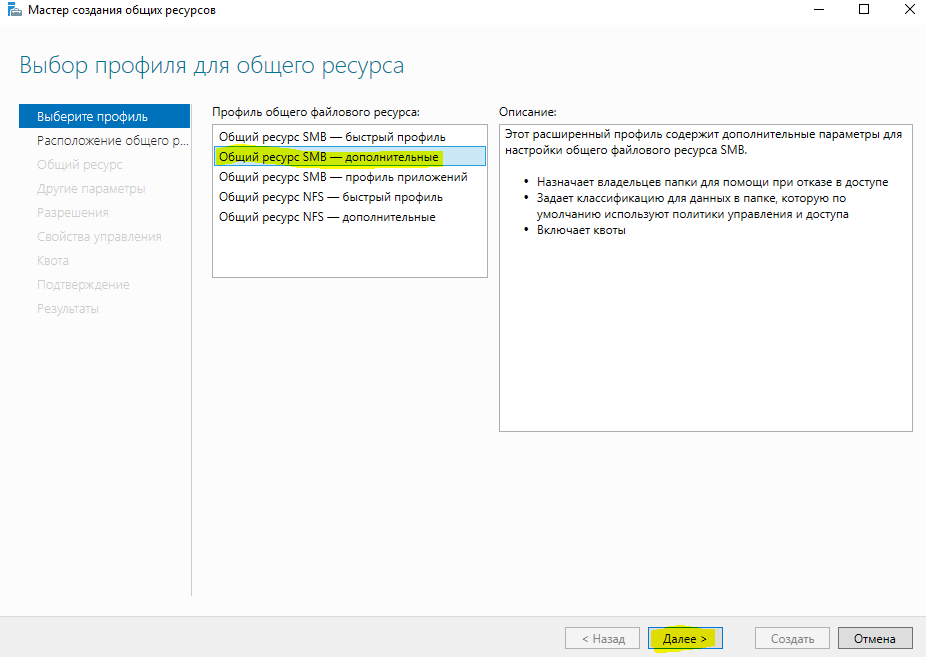 Мастер создания общих ресурсов
Выбор профиля для общего ресурса
Выберите профиль
Расположение общего р...
Общий ресурс
Другие параметры
Разрешения
Свойства управления
Квота
Подтверждение
Результаты
Профиль общего файлового ресурса:
Общий ресурс SMB — быстрый профиль
Общий ресурс SMB — дополнительные
Общий ресурс SMB — профиль приложений
Общий ресурс NFS — быстрый профиль
Общий ресурс NFS — дополнительные
Описание:
Этот расширенный профиль содержит дополнительные параметры для
настройки общего файлового ресурса SMB.
• Назначает владельцев папки для помощи при отказе в доступе
• Задает классификацию для данных в папке, которую по
умолчанию используют политики управления и доступа
• Включает квоты
< Назад
Далее >
Создать
Отмена